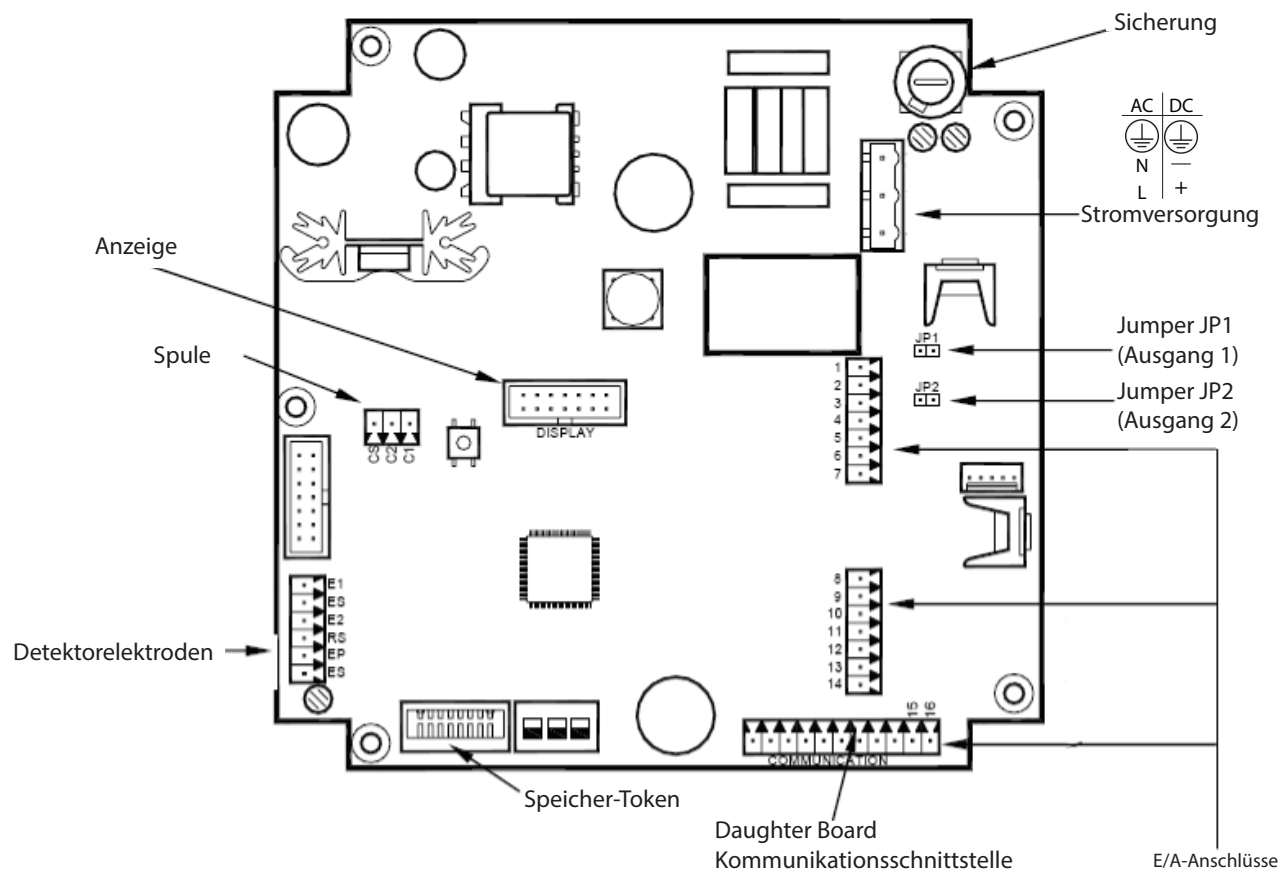 Sicherung
AC DC
N —
L +
Stromversorgung
Anzeige
Spule
JP1
Jumper JP1
(Ausgang 1)
JP2
Jumper JP2
(Ausgang 2)
DISPLAY
CS C2 C1
1
2
3
4
5
6
7
E1
ES
E2
RS
EP
ES
Detektorelektroden
8
9
10
11
12
13
14
15 16
COMMUNICATION
Speicher-Token
Daughter Board
Kommunikationsschnittstelle
E/A-Anschlüsse